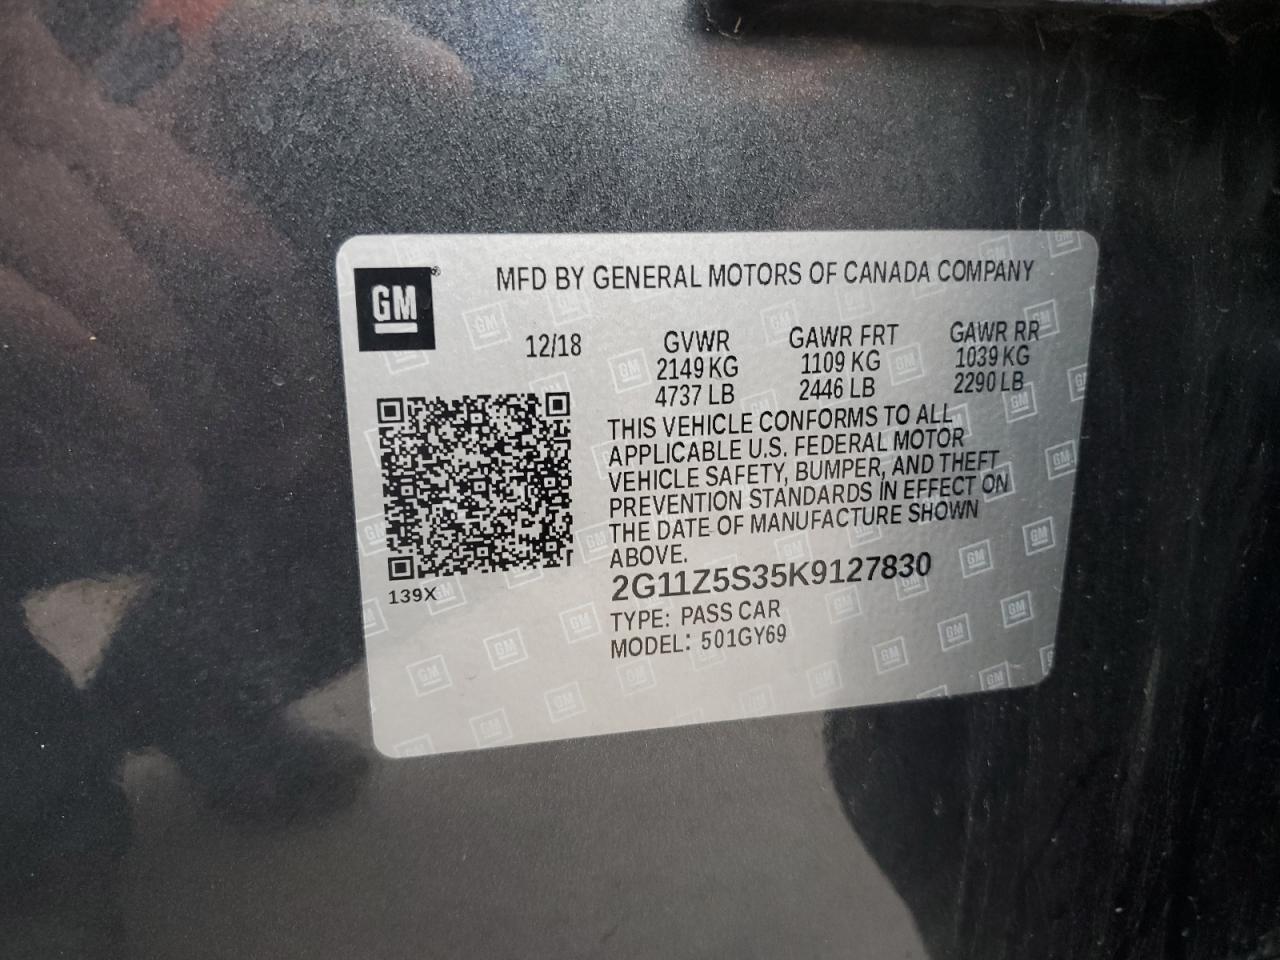 GM®
MFD BY GENERAL MOTORS OF CANADA COMPANY
12/18
GVWR
2149 KG
4737 LB
GAWR FRT
1109 KG
2446 LB
GAWR RR
1039 KG
2290 LB
THIS VEHICLE CONFORMS TO ALL
APPLICABLE U.S. FEDERAL MOTOR
VEHICLE SAFETY, BUMPER, AND THEFT
PREVENTION STANDARDS IN EFFECT ON
THE DATE OF MANUFACTURE SHOWN
ABOVE.
2G11Z5S35K9127830
TYPE: PASS CAR
MODEL: 501GY69
139X